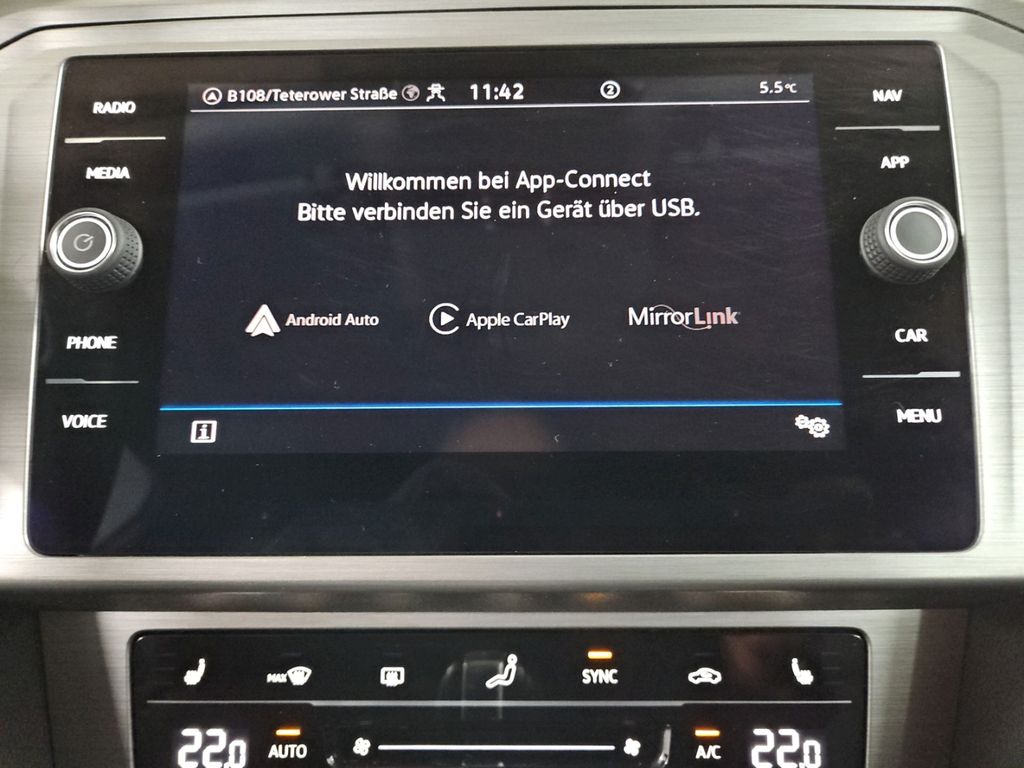 B108/Teterower Straße 11:42 2 5.5°C
RADIO
MEDIA
PHONE
VOICE
Willkommen bei App-Connect
Bitte verbinden Sie ein Gerät über USB.
Android Auto
Apple CarPlay
MirrorLink
NAV
APP
CAR
MENU
MAX
SYNC
22.0
AUTO
A/C
22.0